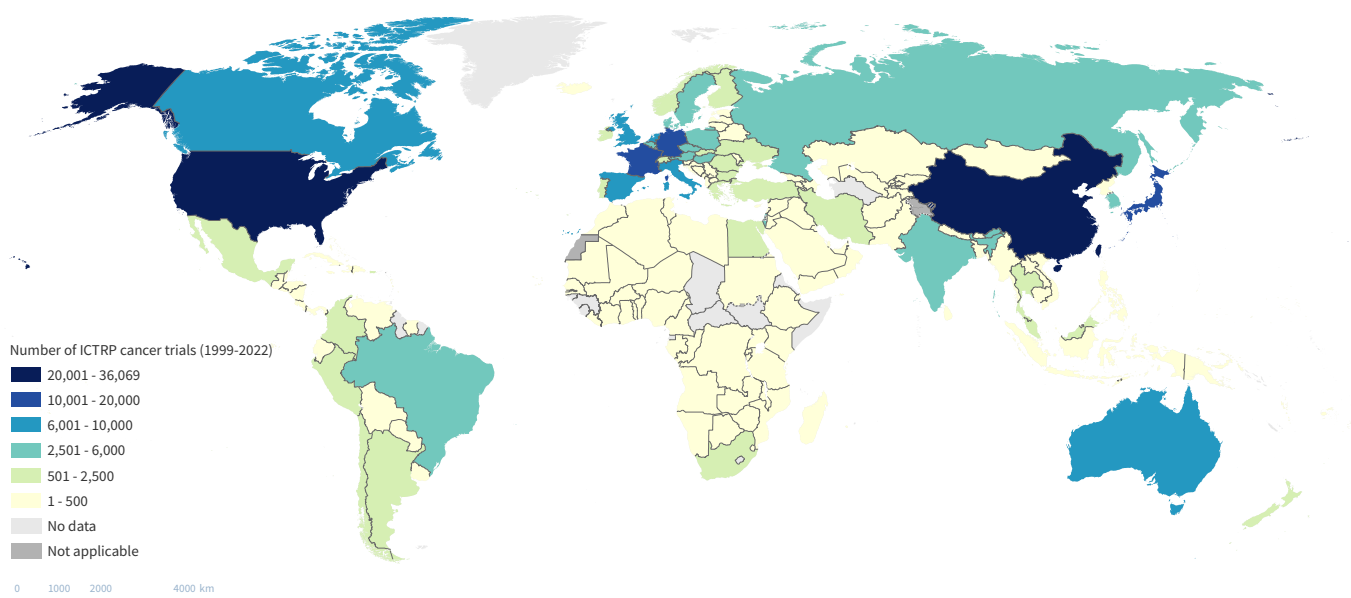 Number of ICTRP cancer trials (1999-2022)
20,001 - 36,069
10,001 - 20,000
6,001 - 10,000
2,501 - 6,000
501 - 2,500
1 - 500
No data
Not applicable
0 1000 2000 4000 km